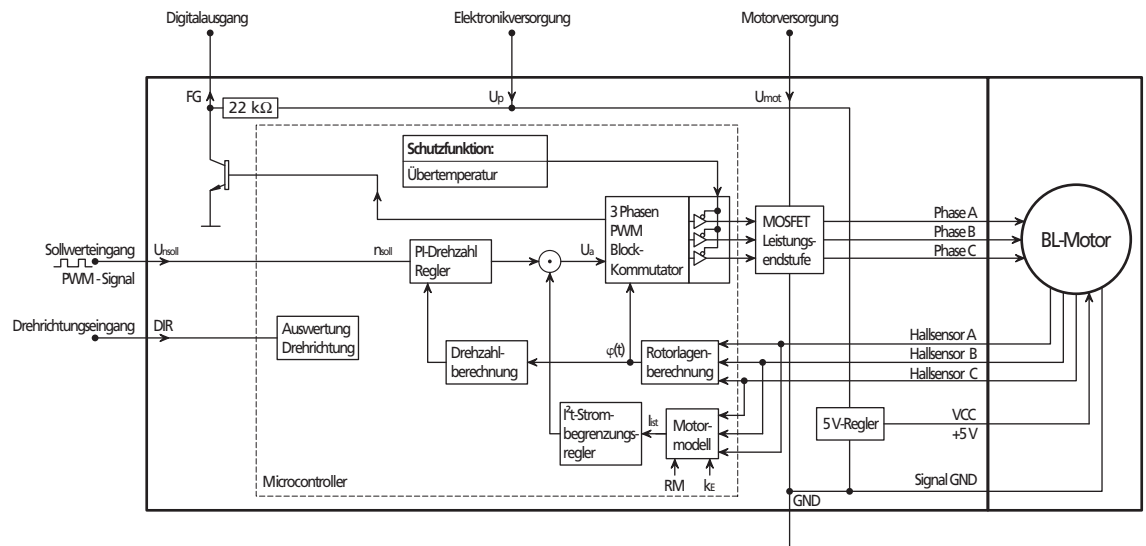 Digitalausgang
Elektronikversorgung
Motorversorgung
FG
22 kΩ
Up
Umot
Schutzfunktion:
Übertemperatur
3 Phasen
PWM
Block-
Kommutator
MOSFET
Leistungs-
endstufe
Phase A
Phase B
Phase C
BL-Motor
Sollwerteingang
PWM - Signal
Unsoll
nsoll
PI-Drehzahl
Regler
Ua
Drehrichtungseingang
DIR
Auswertung
Drehrichtung
Drehzahl-
berechnung
φ(t)
Rotorlagen-
berechnung
Hallsensor A
Hallsensor B
Hallsensor C
I²t-Strom-
begrenzungs-
regler
Iist
Motor-
modell
5 V-Regler
VCC
+5 V
RM
kE
Microcontroller
Signal GND
GND